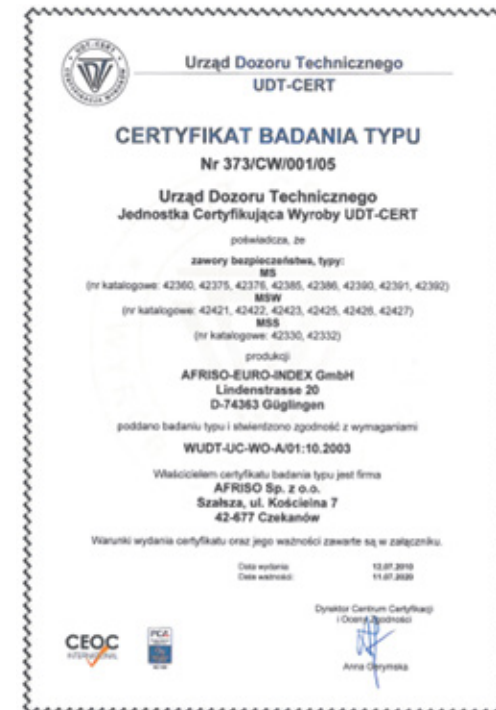 UDT-CERT
Urząd Dozoru Technicznego
UDT-CERT
CERTYFIKAT BADANIA TYPU
Nr 373/CW/001/05
Urząd Dozoru Technicznego
Jednostka Certyfikująca Wyroby UDT-CERT
poświadcza, że
zawory bezpieczeństwa, typy:
MS
(nr katalogowe: 42360, 42375, 42376, 42385, 42386, 42390, 42391, 42392)
MSW
(nr katalogowe: 42421, 42422, 42423, 42425, 42426, 42427)
MSS
(nr katalogowe: 42330, 42332)
produkcji
AFRISO-EURO-INDEX GmbH
Lindenstrasse 20
D-74363 Güglingen
poddano badaniu typu i stwierdzono zgodność z wymaganiami
WUDT-UC-WO-A/01:10.2003
Właścicielem certyfikatu badania typu jest firma
AFRISO Sp. z o.o.
Szałsza, ul. Kościelna 7
42-677 Czekanów
Warunki wydania certyfikatu oraz jego ważności zawarte są w załączniku.
Data wydania: 12.07.2010
Data ważności: 11.07.2020
Dyrektor Centrum Certyfikacji
i Oceny Zgodności
CEOC
INTERNATIONAL
PCA
Anna